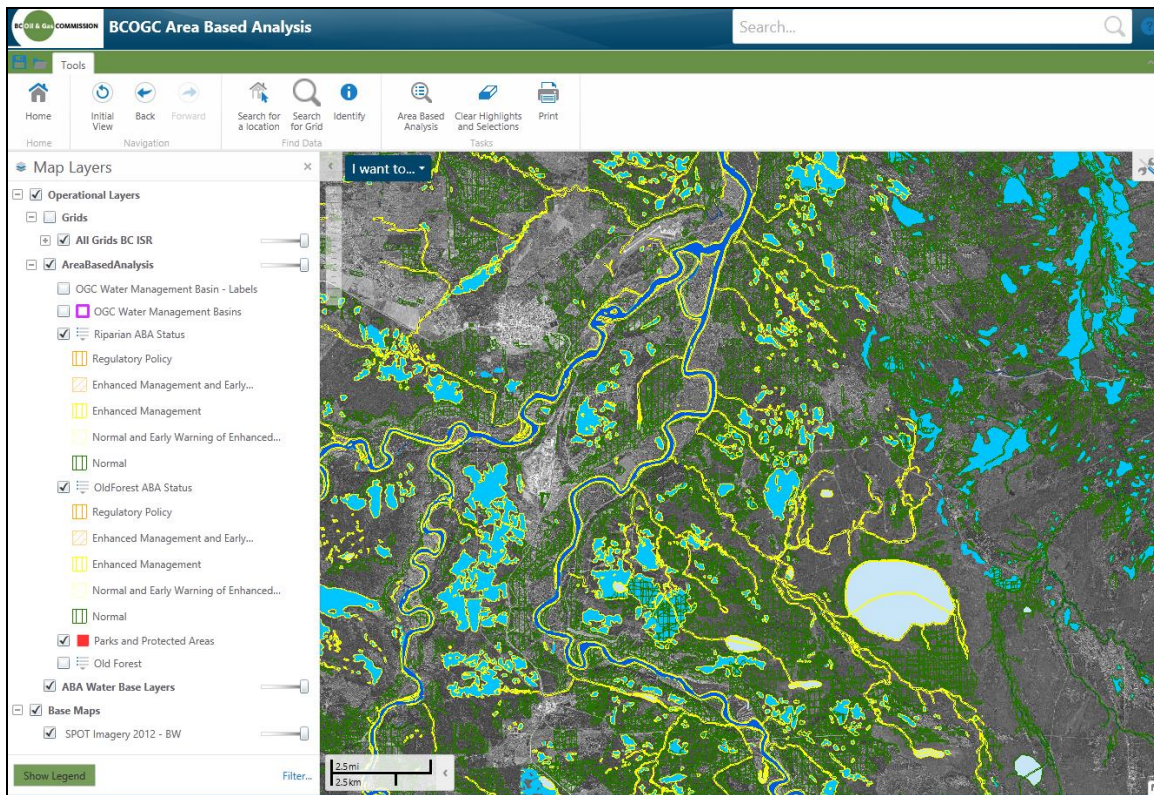 BC Oil & Gas COMMISSION
BCOGC Area Based Analysis
Search...
?
Tools
Home
Initial View
Back
Forward
Search for a location
Search for Grid
Identify
Area Based Analysis
Clear Highlights and Selections
Print
Home
Navigation
Find Data
Tasks
Map Layers
I want to...
Operational Layers
Grids
All Grids BC ISR
AreaBasedAnalysis
OGC Water Management Basin - Labels
OGC Water Management Basins
Riparian ABA Status
Regulatory Policy
Enhanced Management and Early...
Enhanced Management
Normal and Early Warning of Enhanced...
Normal
OldForest ABA Status
Regulatory Policy
Enhanced Management and Early...
Enhanced Management
Normal and Early Warning of Enhanced...
Normal
Parks and Protected Areas
Old Forest
ABA Water Base Layers
Base Maps
SPOT Imagery 2012 - BW
Show Legend
Filter...
2.5mi
2.5km